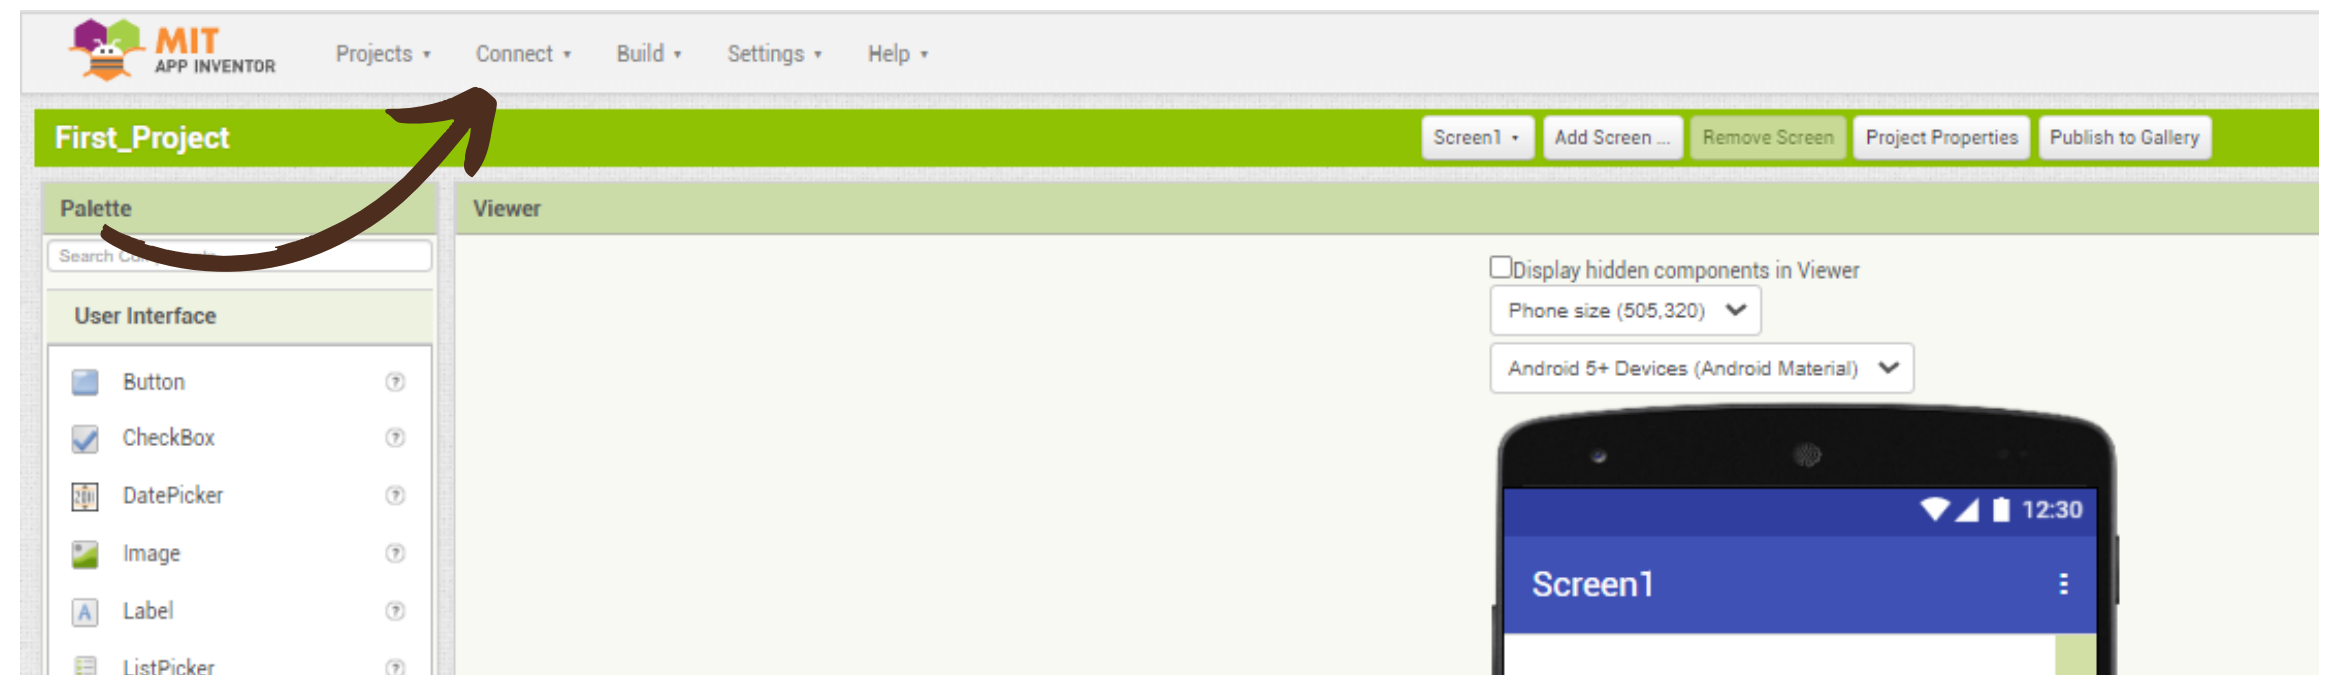 MIT
APP INVENTOR
Projects Connect Build Settings Help
First_Project
Screen1 Add Screen ... Remove Screen Project Properties Publish to Gallery
Palette
Viewer
Search
Display hidden components in Viewer
User Interface
Phone size (505,320)
Android 5+ Devices (Android Material)
Button
CheckBox
DatePicker
Image
Label
ListPicker
12:30
Screen1